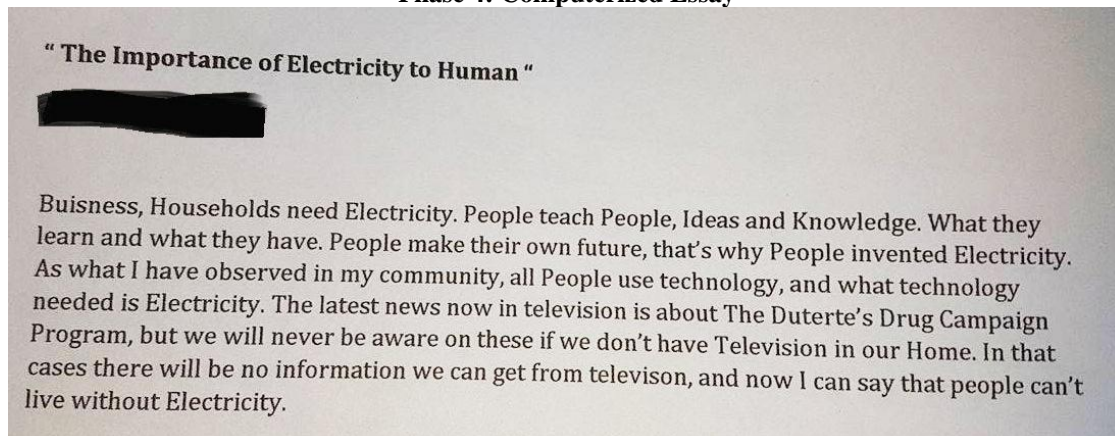 “ The Importance of Electricity to Human “
Buisness, Households need Electricity. People teach People, Ideas and Knowledge. What they
learn and what they have. People make their own future, that’s why People invented Electricity.
As what I have observed in my community, all People use technology, and what technology
needed is Electricity. The latest news now in television is about The Duterte’s Drug Campaign
Program, but we will never be aware on these if we don’t have Television in our Home. In that
cases there will be no information we can get from televison, and now I can say that people can’t
live without Electricity.